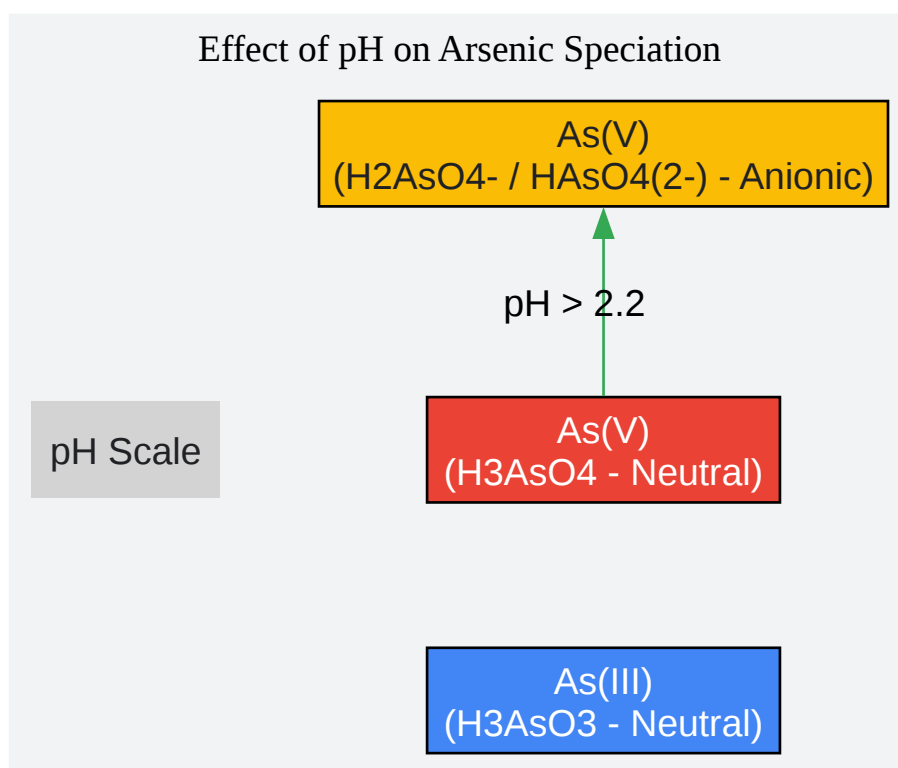 Effect of pH on Arsenic Speciation
As(V)
(H2AsO4- / HAsO4(2-) - Anionic)
pH > 2.2
pH Scale
As(V)
(H3AsO4 - Neutral)
As(III)
(H3AsO3 - Neutral)